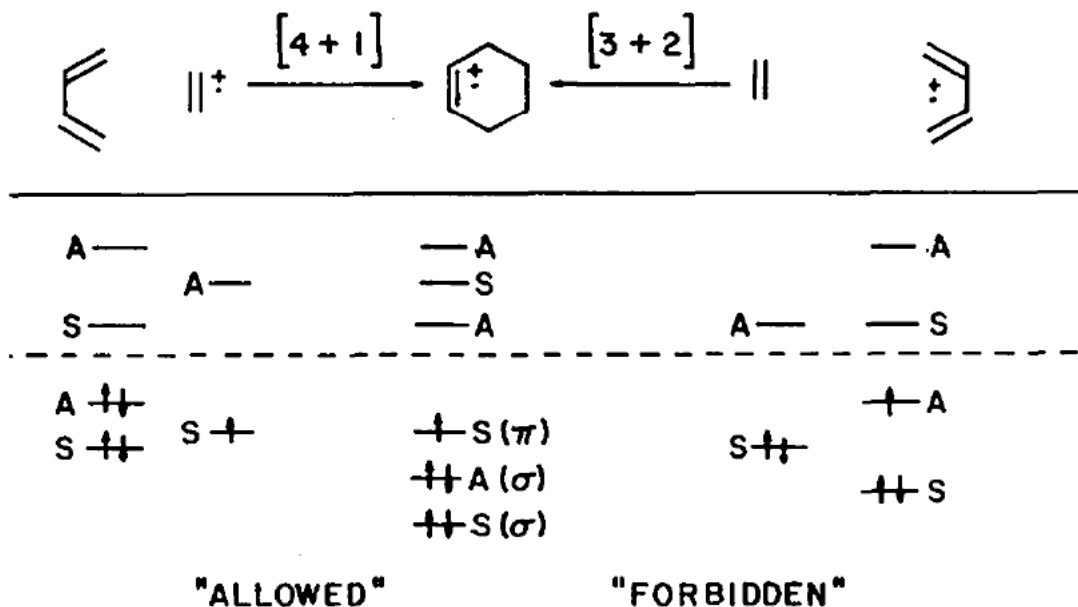 [4 + 1] [3 + 2]
A A A
A S
S A A S
A A
S S S (π) S
A (σ)
S (σ) S
"ALLOWED" "FORBIDDEN"